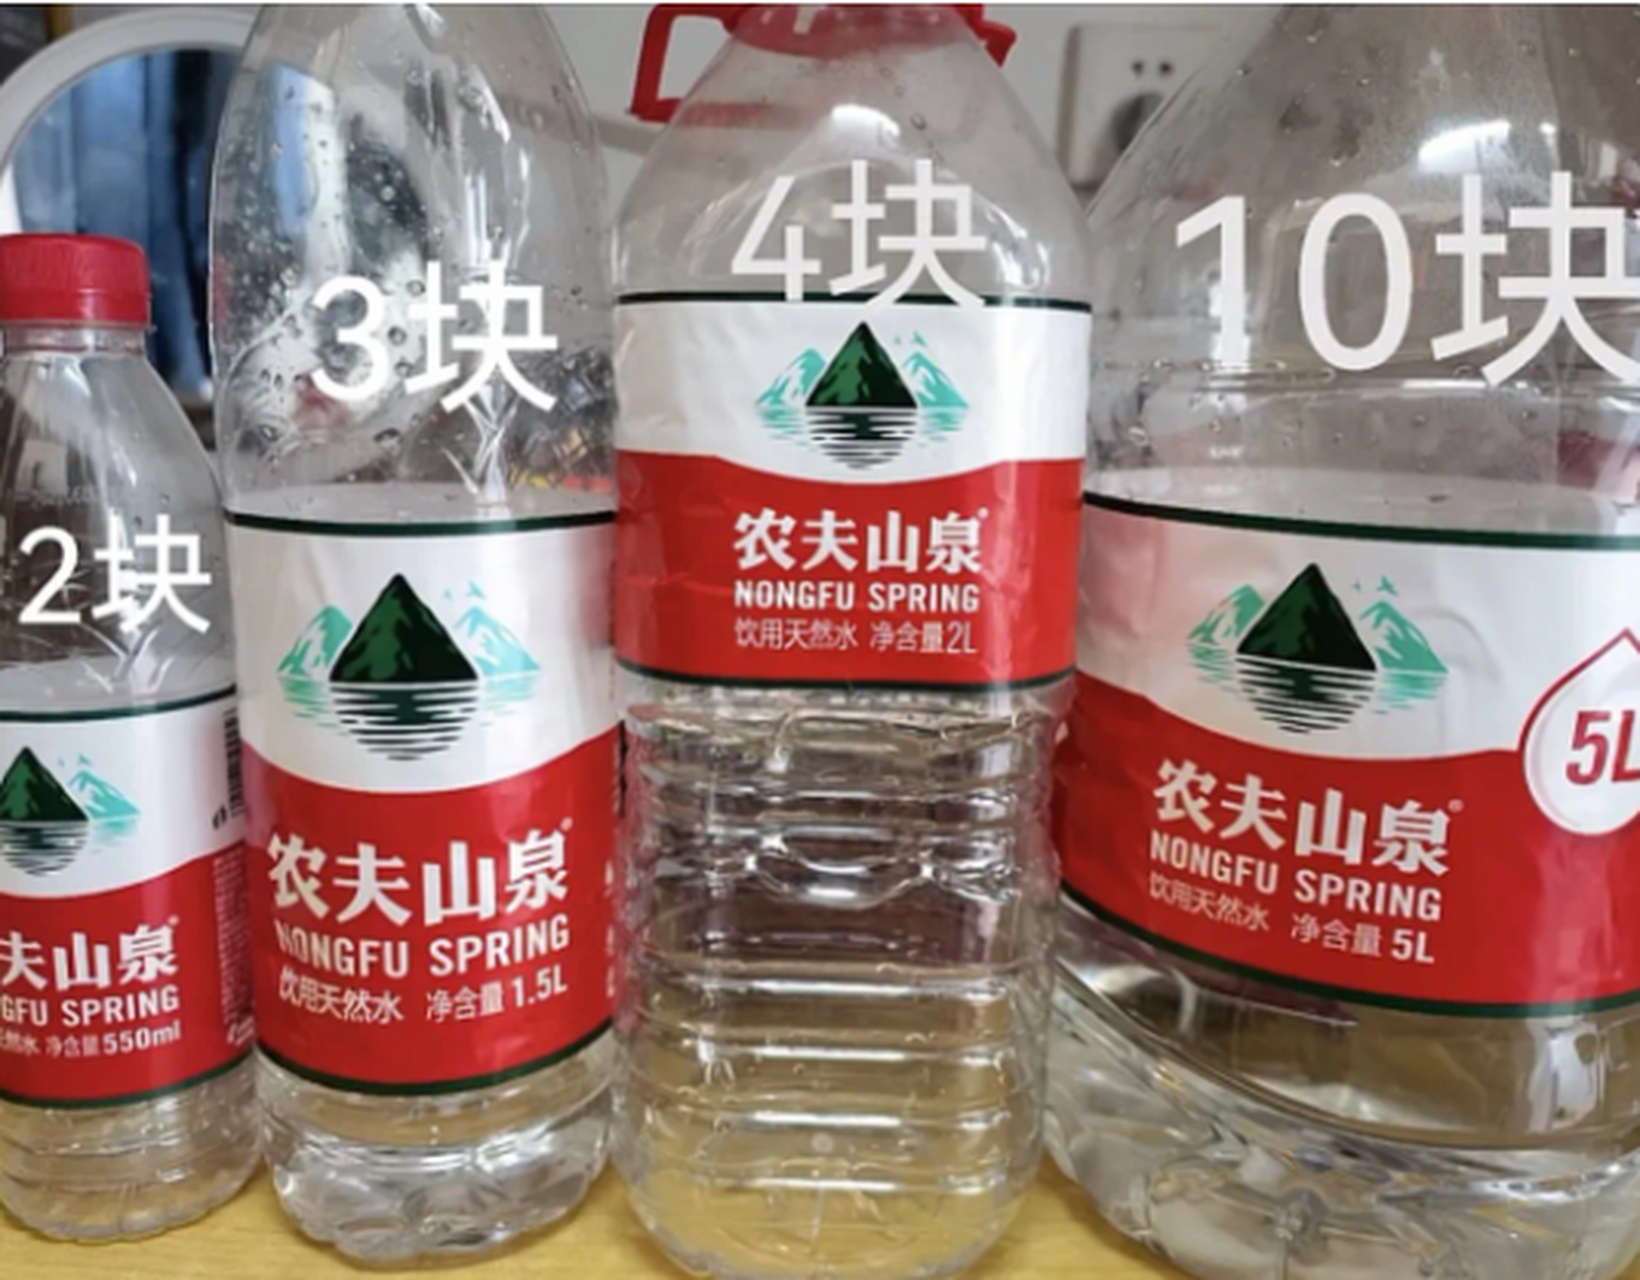 2块
夫山泉
GFU SPRING
然水 净含量550ml
3块
农夫山泉
NONGFU SPRING
饮用天然水 净含量 1.5L
4块
农夫山泉
NONGFU SPRING
饮用天然水 净含量2L
10块
5L
农夫山泉
NONGFU SPRING
饮用天然水 净含量 5L